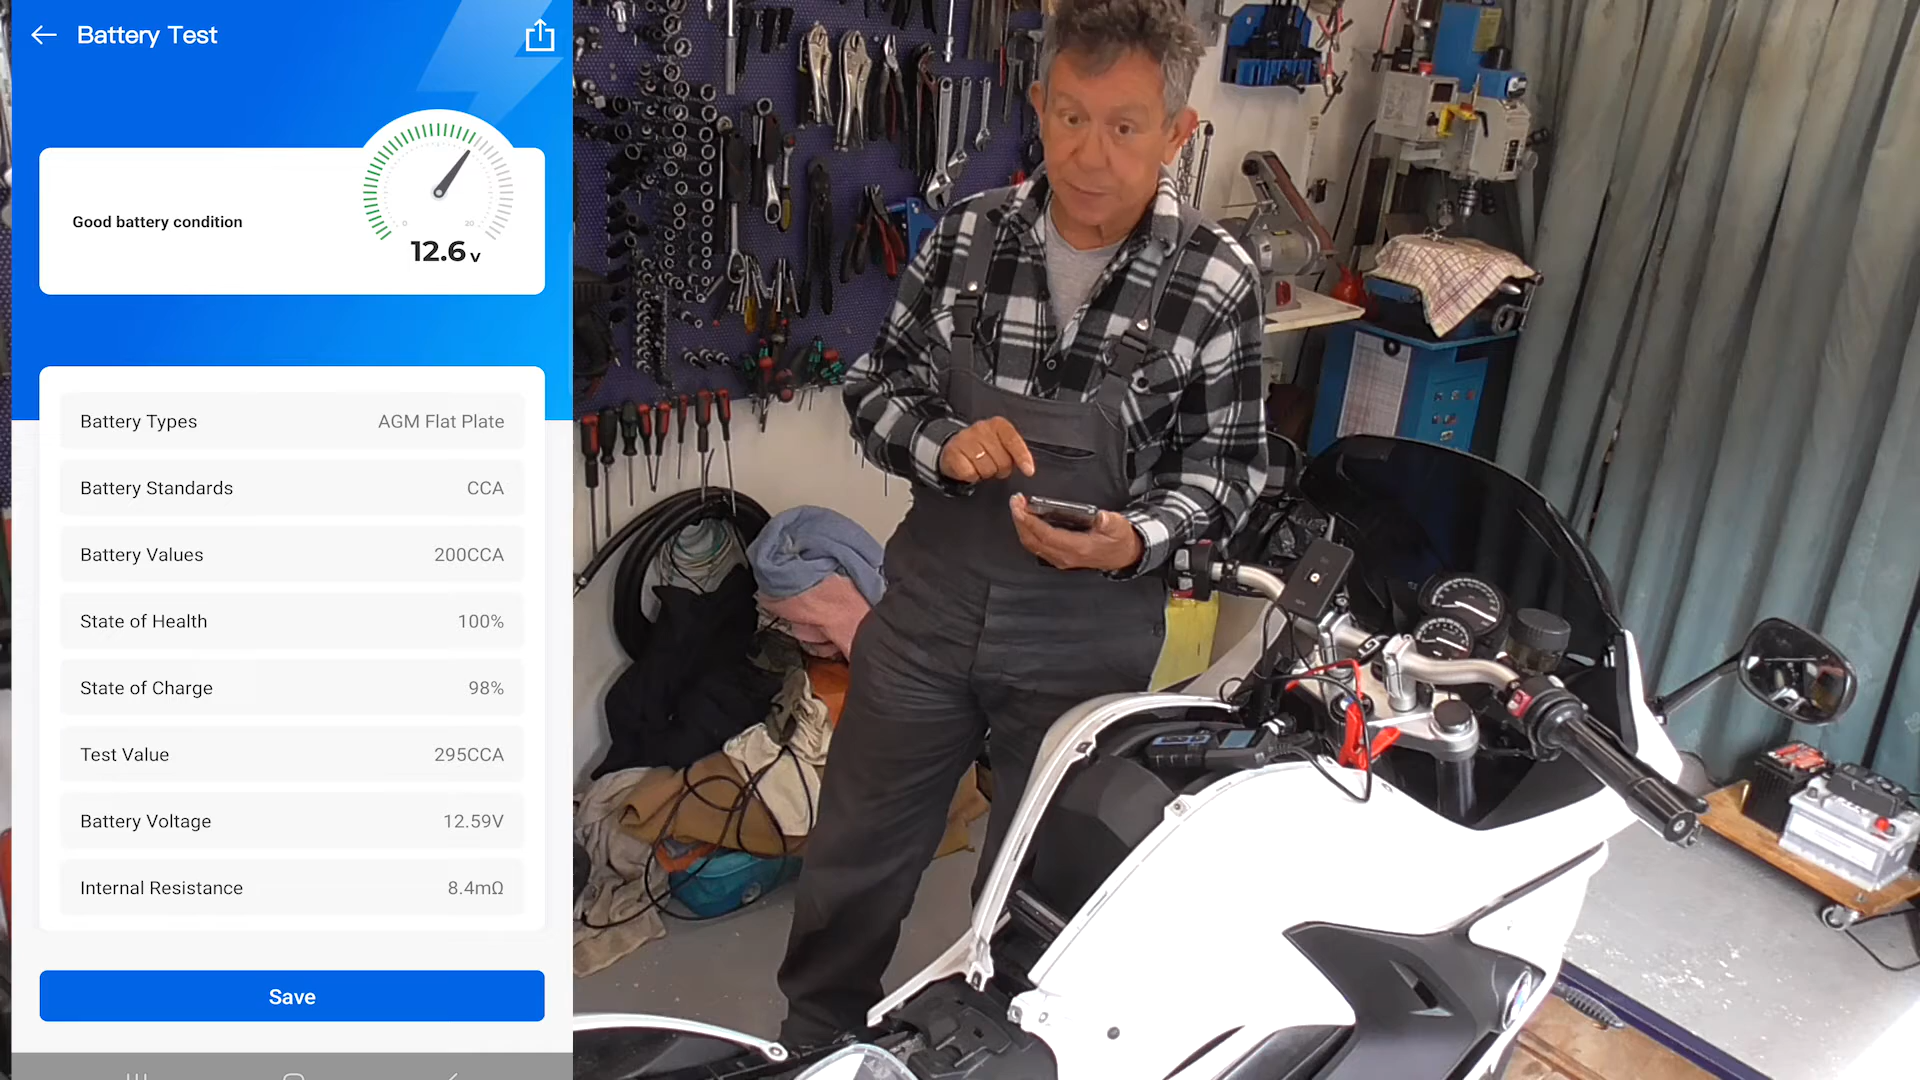 Battery Test
Good battery condition
0 20
12.6 v
Battery Types AGM Flat Plate
Battery Standards CCA
Battery Values 200CCA
State of Health 100%
State of Charge 98%
Test Value 295CCA
Battery Voltage 12.59V
Internal Resistance 8.4mΩ
Save